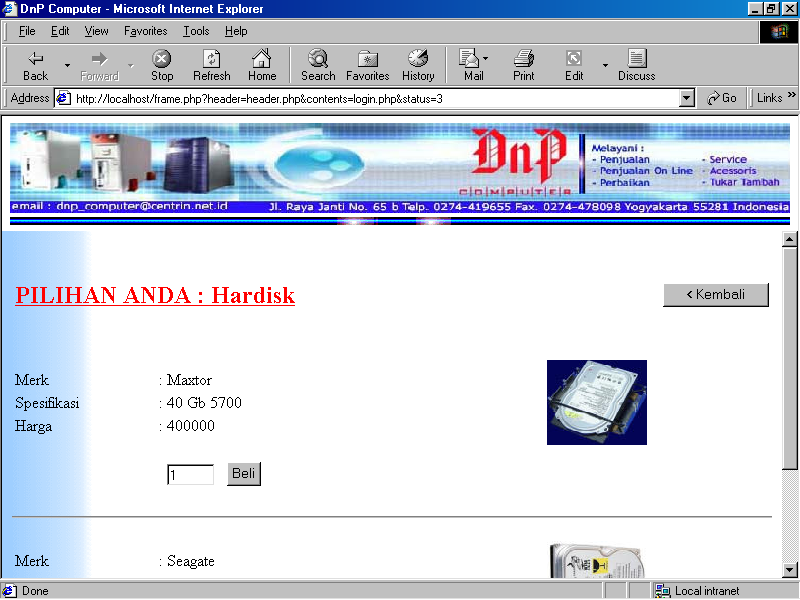 DnP Computer - Microsoft Internet Explorer
File Edit View Favorites Tools Help
Back Forward Stop Refresh Home Search Favorites History Mail Print Edit Discuss
Address http://localhost/frame.php?header=header.php&contents=login.php&status=3 Go Links »
DnP
COMPUTER
Melayani :
- Penjualan - Service
- Penjualan On Line - Acessoris
- Perbaikan - Tukar Tambah
email : dnp_computer@centrin.net.id Jl. Raya Janti No. 65 b Telp. 0274-419655 Fax. 0274-478098 Yogyakarta 55281 Indonesia
PILIHAN ANDA : Hardisk
< Kembali
Merk : Maxtor
Spesifikasi : 40 Gb 5700
Harga : 400000
1 Beli
Merk : Seagate
Done Local intranet